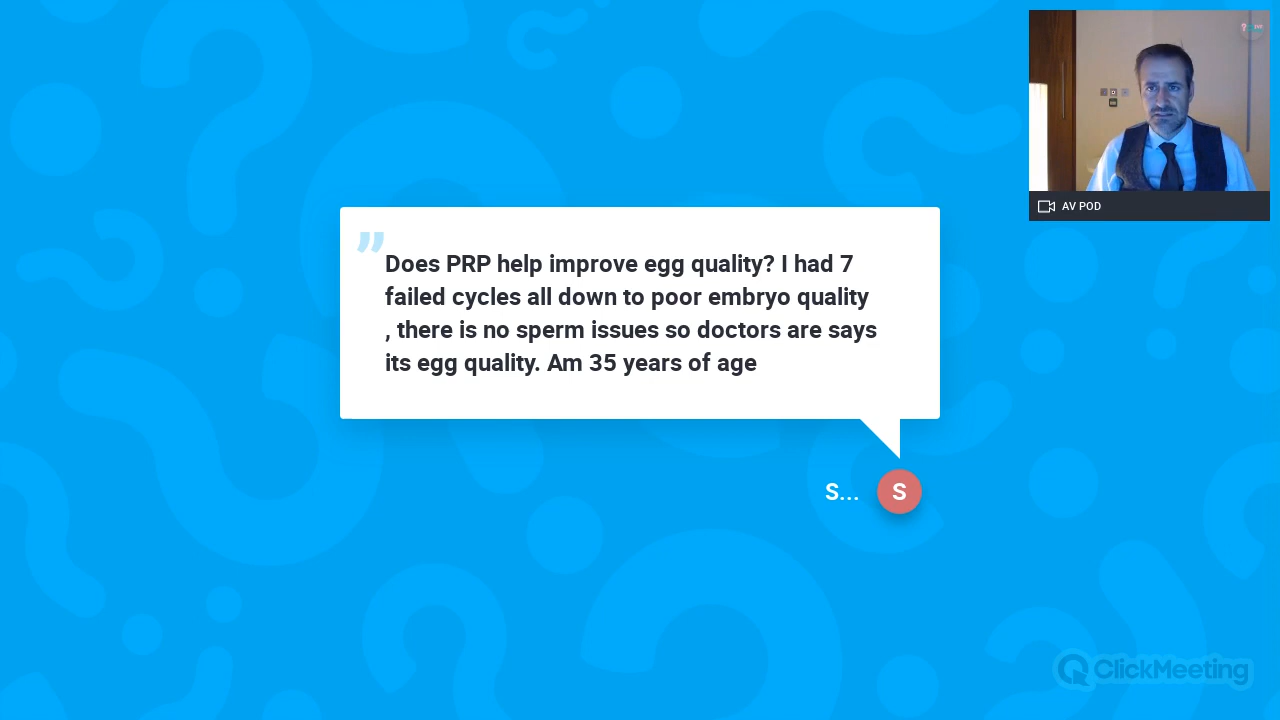 AV POD
”
Does PRP help improve egg quality? I had 7
failed cycles all down to poor embryo quality
, there is no sperm issues so doctors are says
its egg quality. Am 35 years of age
S... S
ClickMeeting